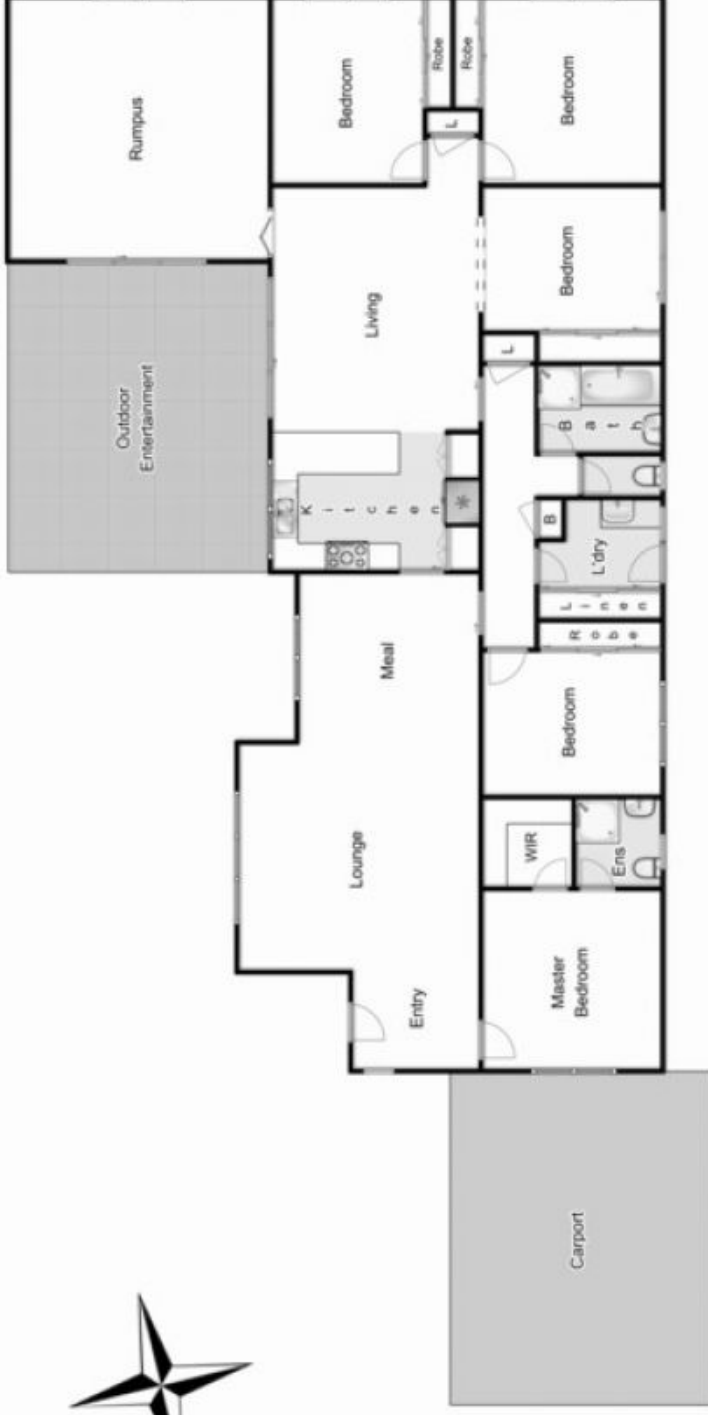 Rumpus
Bedroom
Robe
Robe
Bedroom
L
Outdoor
Entertainment
Living
Bedroom
L
Kitchen
*
Bath
B
L'dry
Linen
Robe
Meal
Bedroom
Lounge
WIR
Ens
Entry
Master
Bedroom
Carport